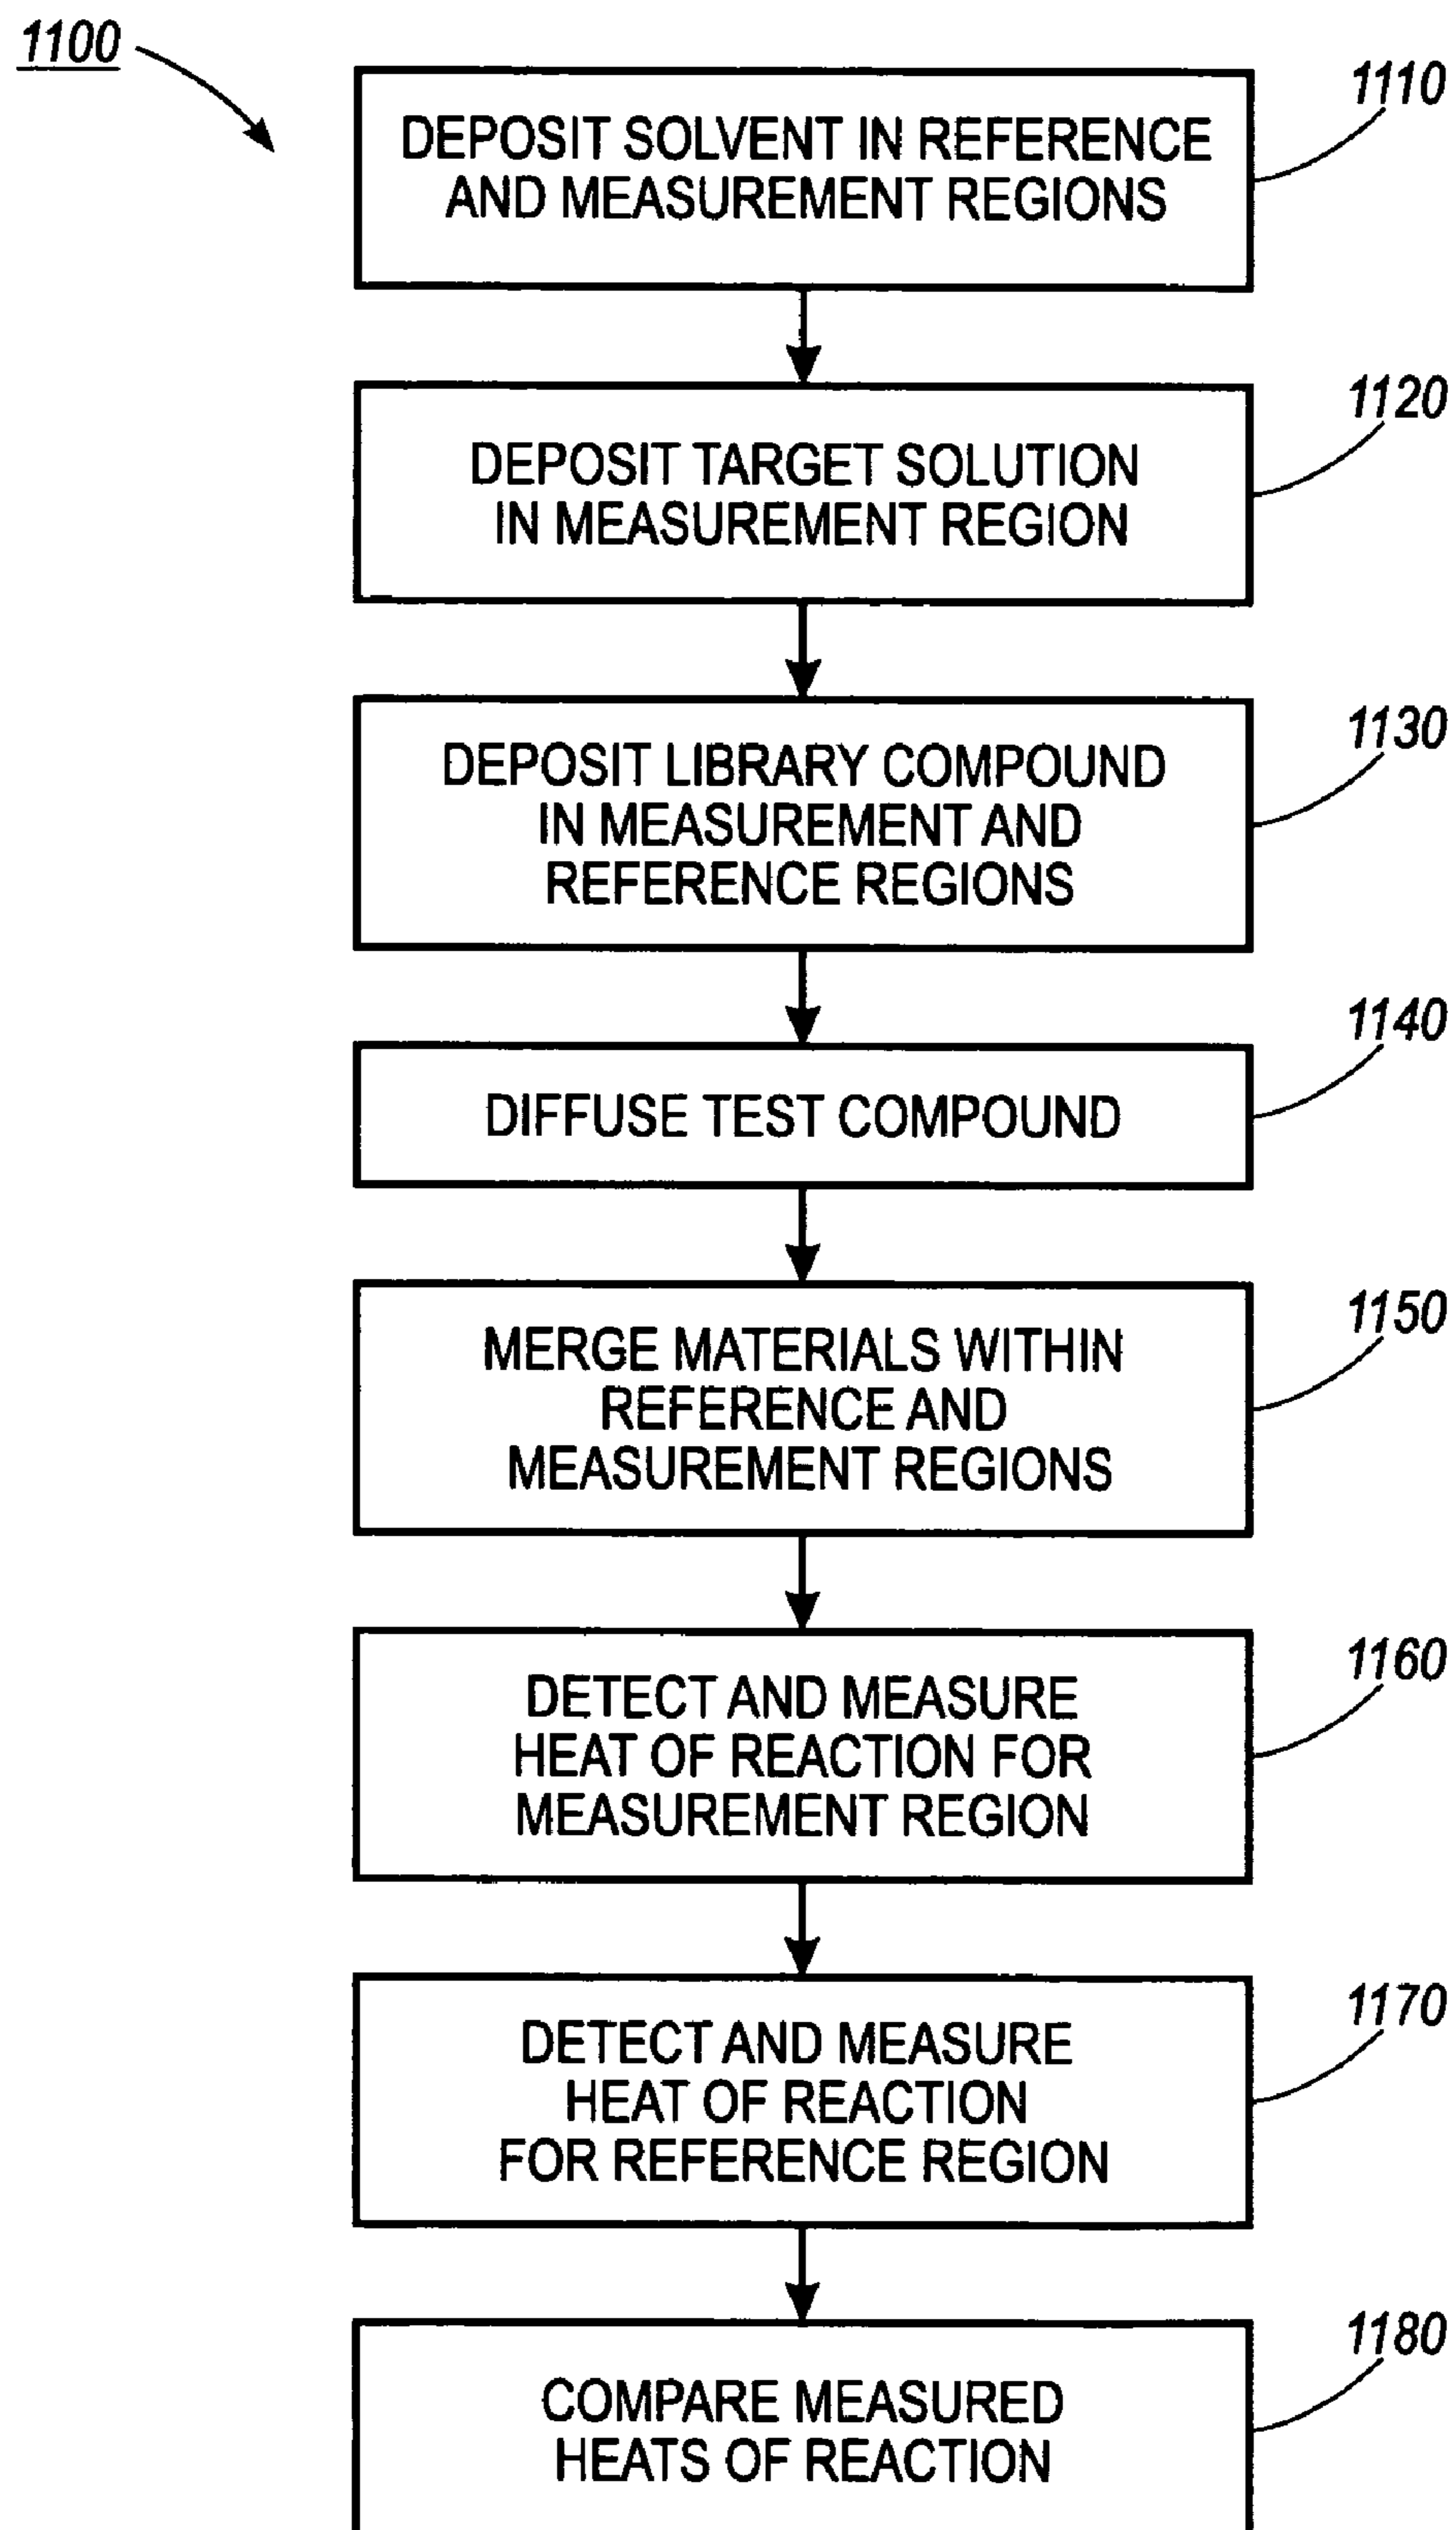 1100
1110
DEPOSIT SOLVENT IN REFERENCE
AND MEASUREMENT REGIONS
1120
DEPOSIT TARGET SOLUTION
IN MEASUREMENT REGION
1130
DEPOSIT LIBRARY COMPOUND
IN MEASUREMENT AND
REFERENCE REGIONS
1140
DIFFUSE TEST COMPOUND
1150
MERGE MATERIALS WITHIN
REFERENCE AND
MEASUREMENT REGIONS
1160
DETECT AND MEASURE
HEAT OF REACTION FOR
MEASUREMENT REGION
1170
DETECT AND MEASURE
HEAT OF REACTION
FOR REFERENCE REGION
1180
COMPARE MEASURED
HEATS OF REACTION